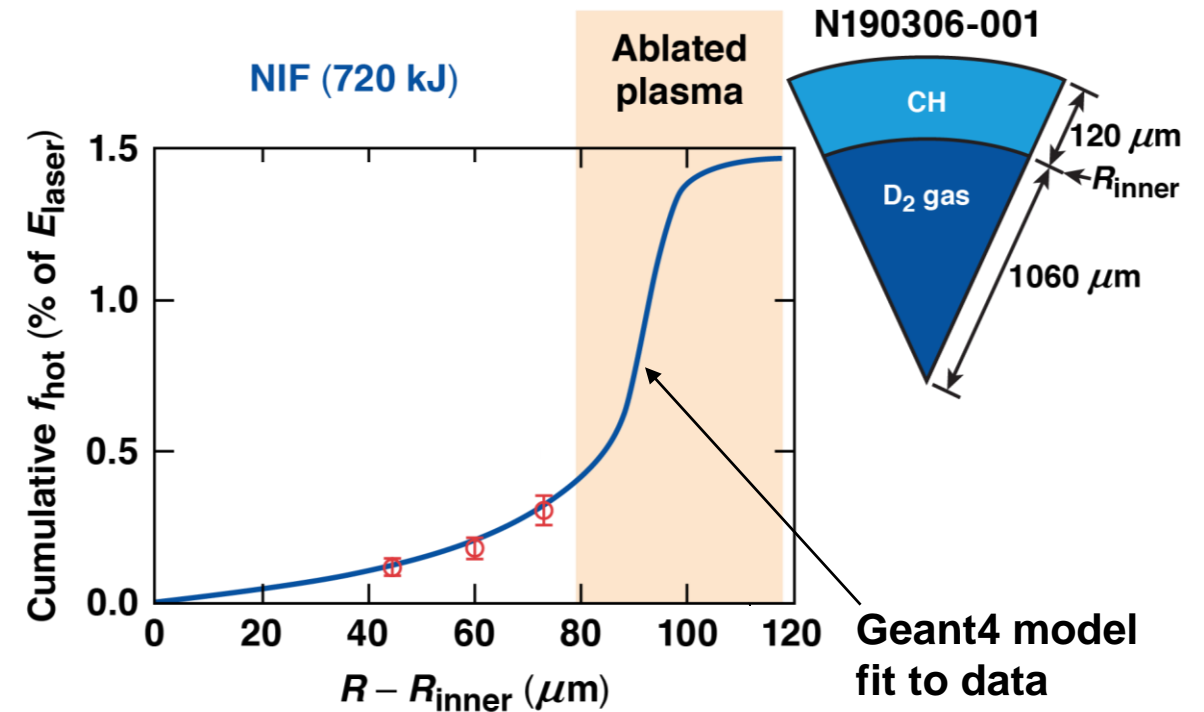 NIF (720 kJ)
Ablated
plasma
N190306-001
CH
120 μm
R_inner
D₂ gas
1060 μm
Cumulative f_hot (% of E_laser)
1.5
1.0
0.5
0.0
0 20 40 60 80 100 120
R – R_inner (μm)
Geant4 model
fit to data